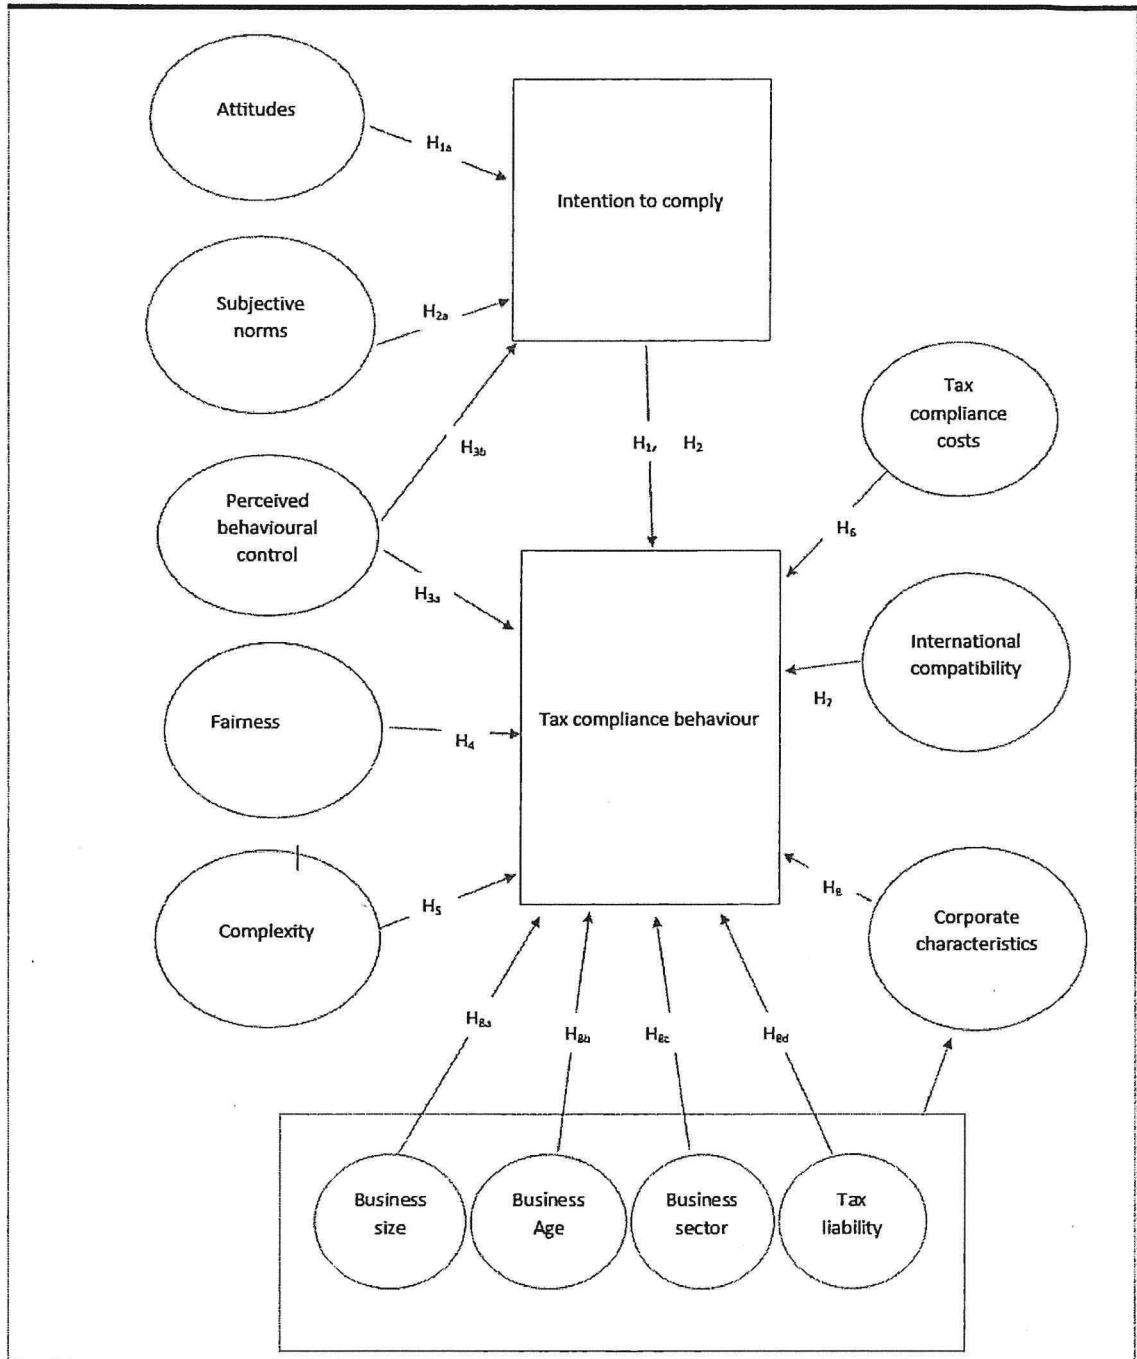 Attitudes
H1a
Intention to comply
Subjective
norms
H2a
Tax
compliance
costs
H3b
H1, H2
Perceived
behavioural
control
H6
H3a
International
compatibility
Fairness
H4
Tax compliance behaviour
H7
Complexity
H5
H8
Corporate
characteristics
H8a
H8b
H8c
H8d
Business
size
Business
Age
Business
sector
Tax
liability